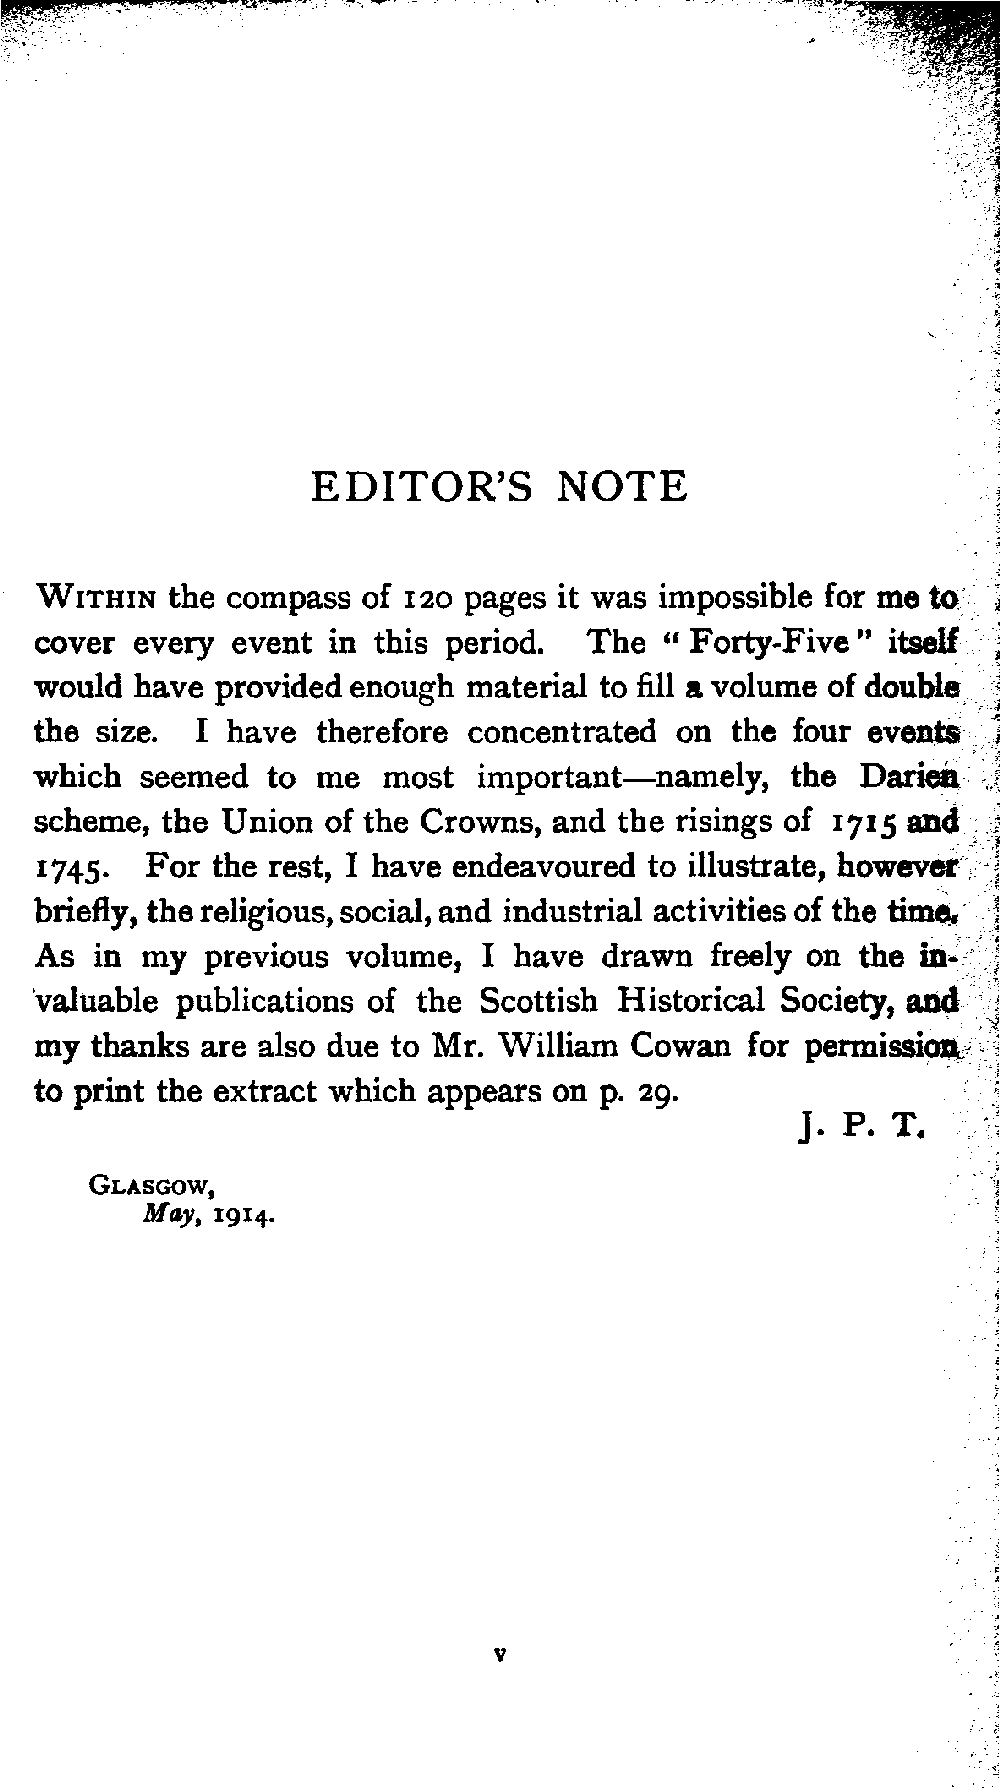 EDITOR'S NOTE
WITHIN the compass of 120 pages it was impossible for me to
cover every event in this period. The “Forty-Five” itself
would have provided enough material to fill a volume of double
the size. I have therefore concentrated on the four events
which seemed to me most important—namely, the Darien
scheme, the Union of the Crowns, and the risings of 1715 and
1745. For the rest, I have endeavoured to illustrate, however
briefly, the religious, social, and industrial activities of the time.
As in my previous volume, I have drawn freely on the in-
valuable publications of the Scottish Historical Society, and
my thanks are also due to Mr. William Cowan for permission
to print the extract which appears on p. 29.
J. P. T.
GLASGOW,
May, 1914.
v